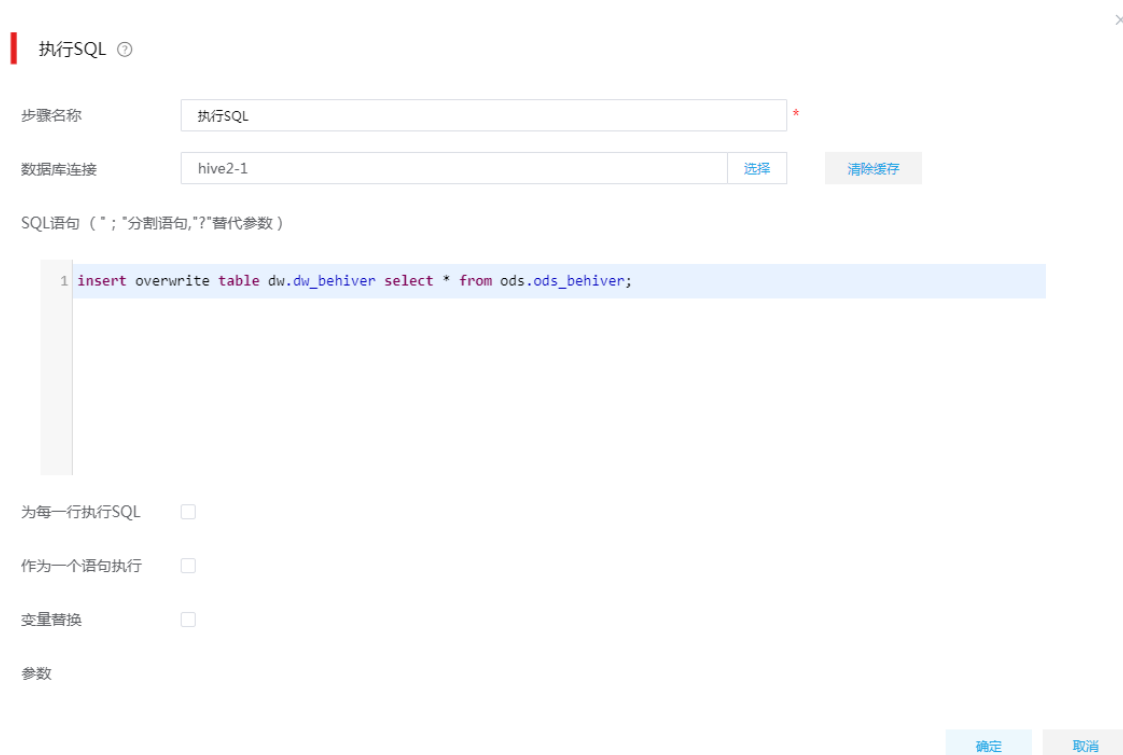 执行SQL ?
步骤名称 执行SQL *
数据库连接 hive2-1 选择 清除缓存
SQL语句（"；"分割语句,"?"替代参数）
1 insert overwrite table dw.dw_behiver select * from ods.ods_behiver;
为每一行执行SQL
作为一个语句执行
变量替换
参数
确定 取消